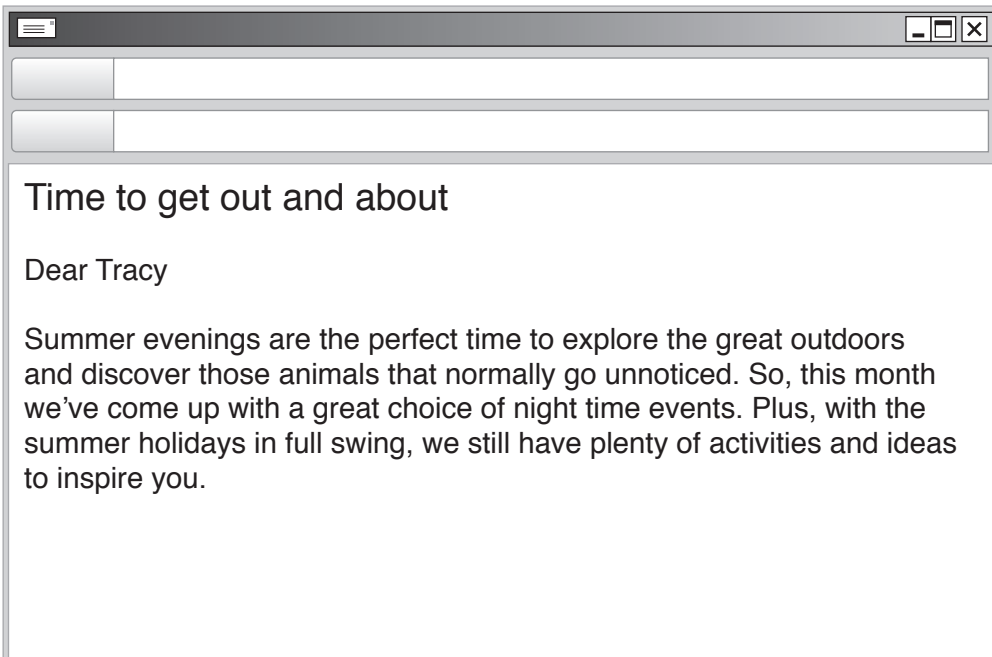 Time to get out and about
Dear Tracy
Summer evenings are the perfect time to explore the great outdoors
and discover those animals that normally go unnoticed. So, this month
we’ve come up with a great choice of night time events. Plus, with the
summer holidays in full swing, we still have plenty of activities and ideas
to inspire you.